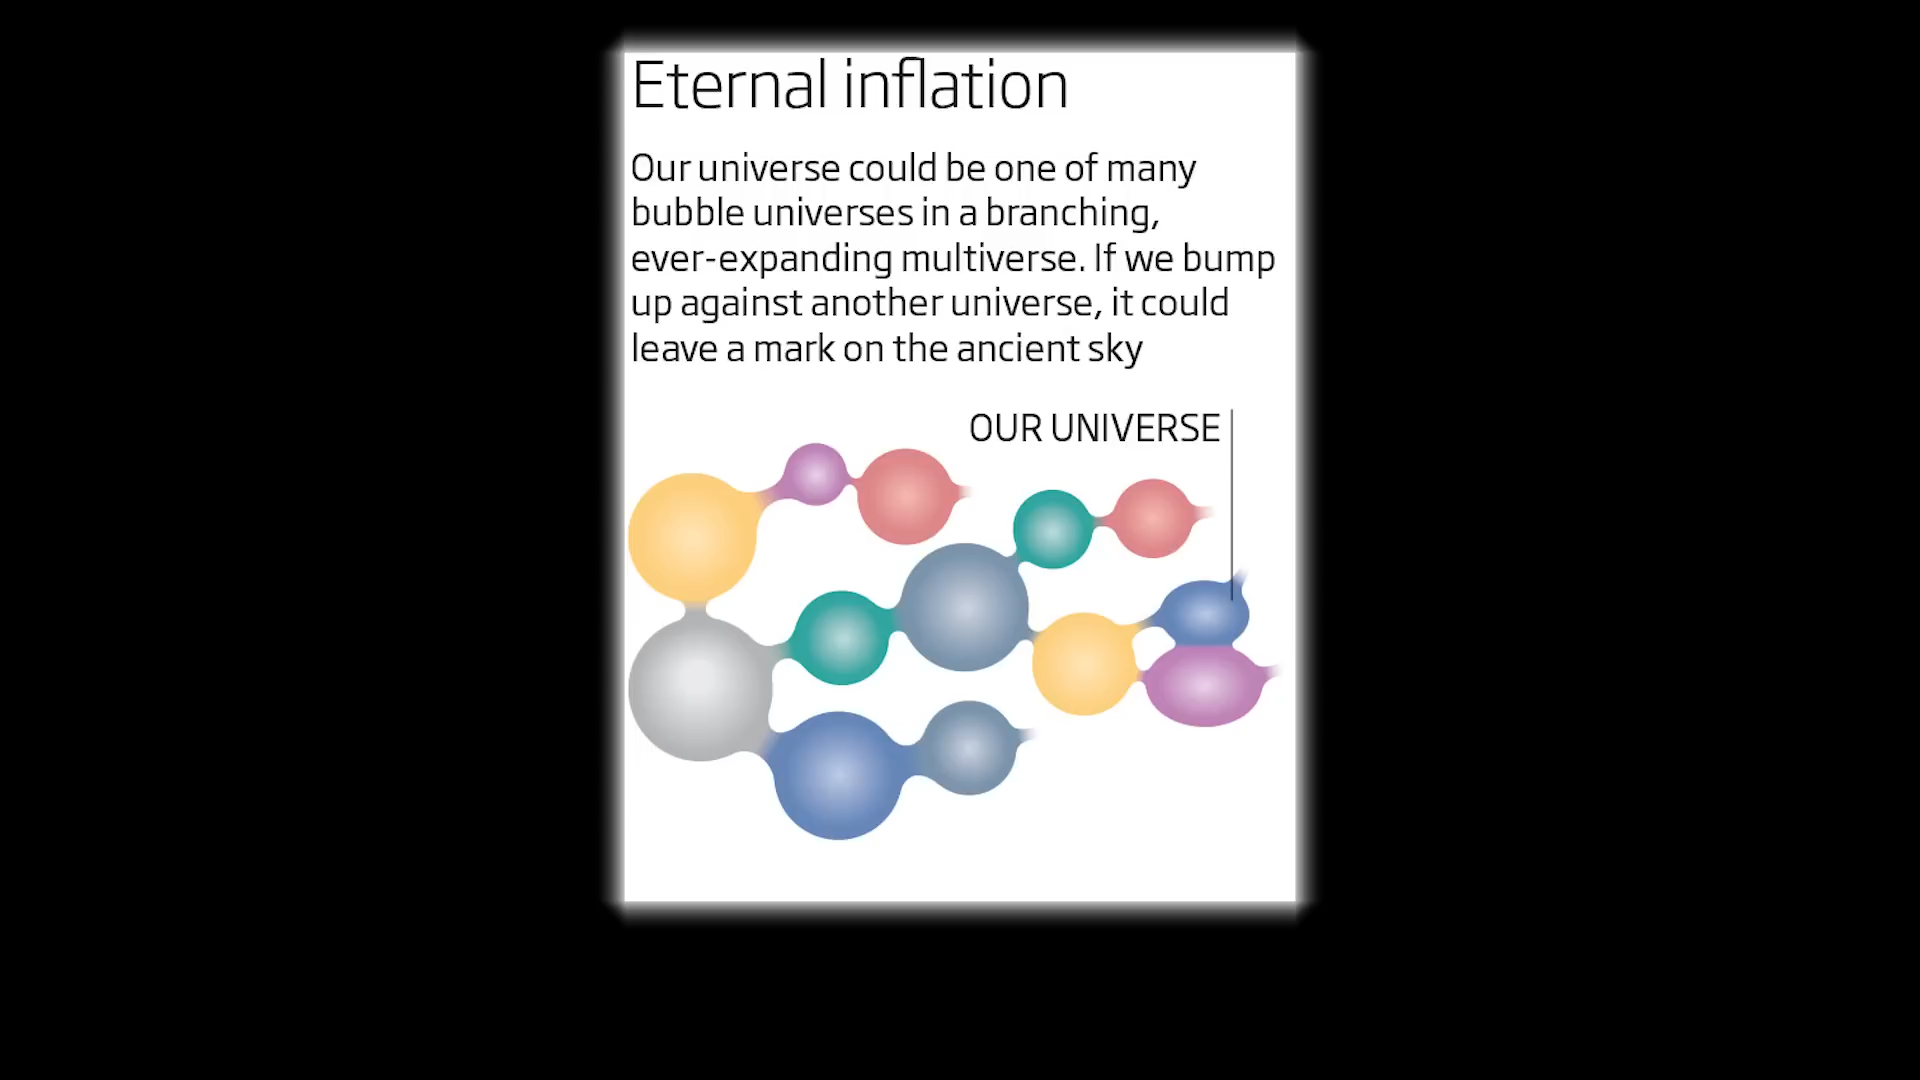 Eternal inflation
Our universe could be one of many
bubble universes in a branching,
ever-expanding multiverse. If we bump
up against another universe, it could
leave a mark on the ancient sky
OUR UNIVERSE